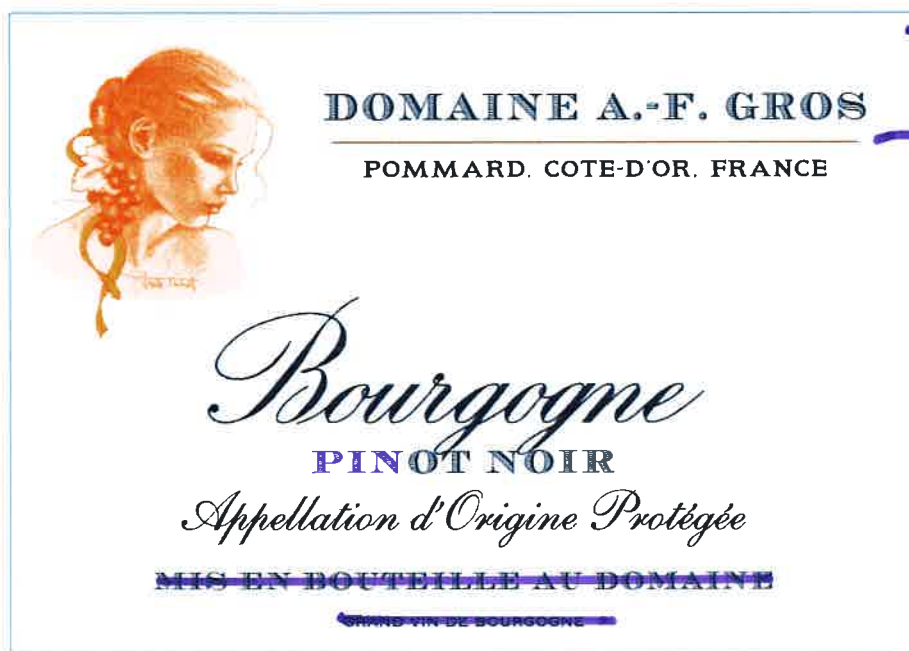 DOMAINE A.-F. GROS
POMMARD, COTE-D'OR, FRANCE
Bourgogne
PINOT NOIR
Appellation d'Origine Protégée
MIS EN BOUTEILLE AU DOMAINE
GRAND VIN DE BOURGOGNE